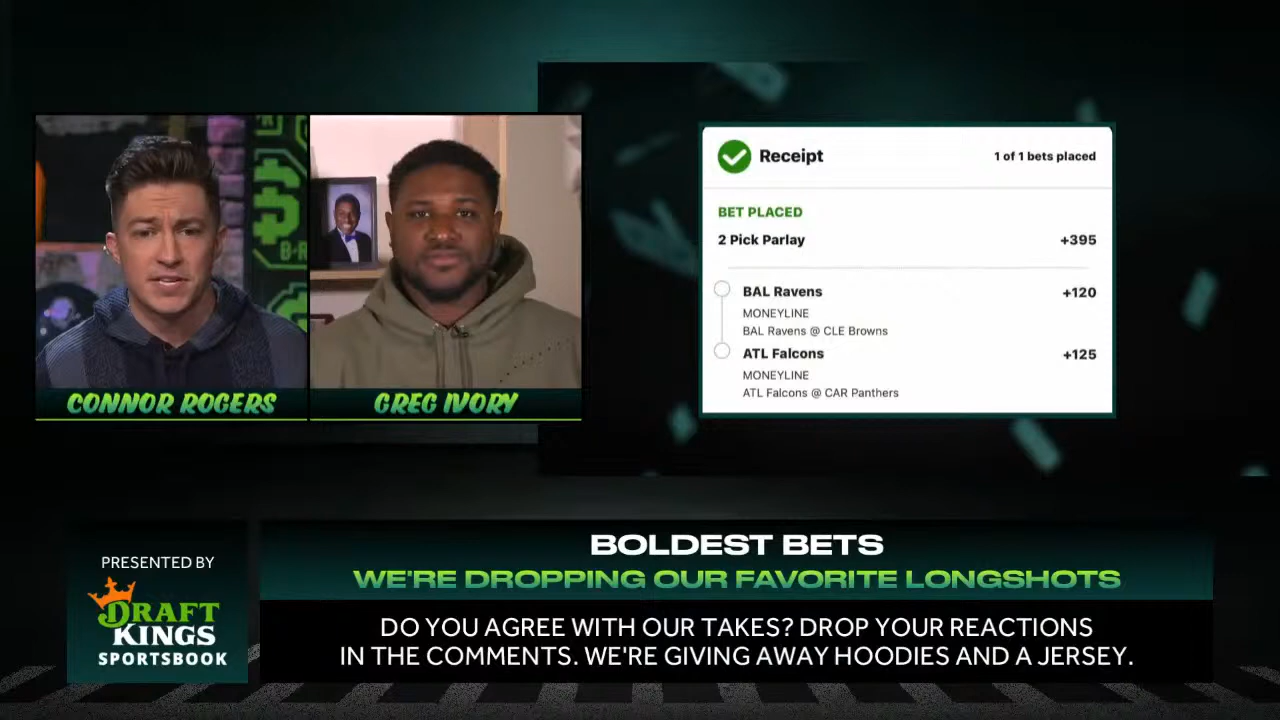 Receipt
1 of 1 bets placed
BET PLACED
2 Pick Parlay
+395
BAL Ravens
+120
MONEYLINE
BAL Ravens @ CLE Browns
ATL Falcons
+125
MONEYLINE
ATL Falcons @ CAR Panthers
CONNOR ROGERS
GREG IVORY
PRESENTED BY
DRAFT
KINGS
SPORTSBOOK
BOLDEST BETS
WE'RE DROPPING OUR FAVORITE LONGSHOTS
DO YOU AGREE WITH OUR TAKES? DROP YOUR REACTIONS
IN THE COMMENTS. WE'RE GIVING AWAY HOODIES AND A JERSEY.